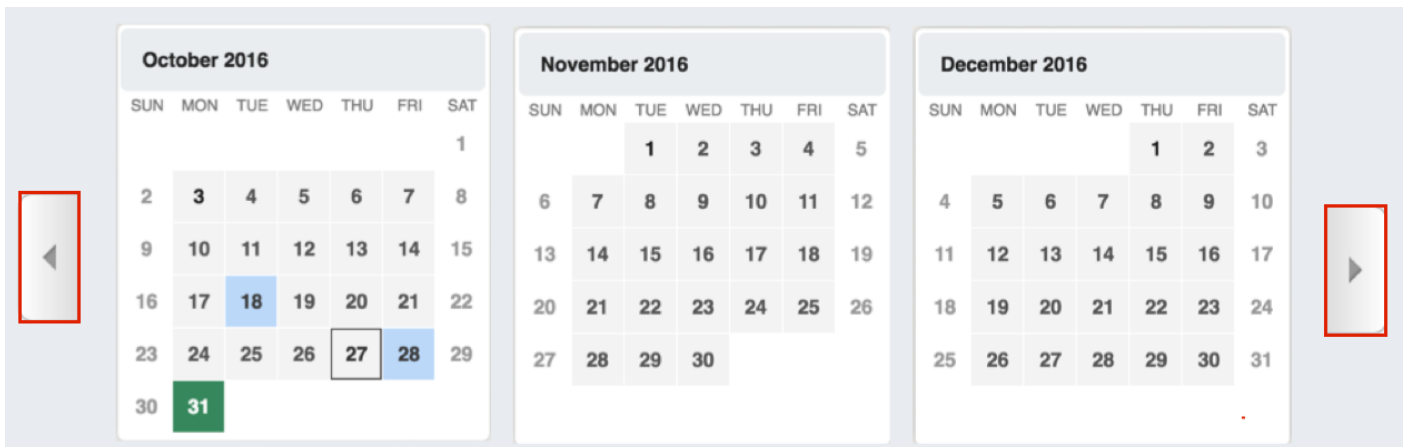 October 2016
SUN MON TUE WED THU FRI SAT
1
2 3 4 5 6 7 8
9 10 11 12 13 14 15
16 17 18 19 20 21 22
23 24 25 26 27 28 29
30 31
November 2016
SUN MON TUE WED THU FRI SAT
1 2 3 4 5
6 7 8 9 10 11 12
13 14 15 16 17 18 19
20 21 22 23 24 25 26
27 28 29 30
December 2016
SUN MON TUE WED THU FRI SAT
1 2 3
4 5 6 7 8 9 10
11 12 13 14 15 16 17
18 19 20 21 22 23 24
25 26 27 28 29 30 31